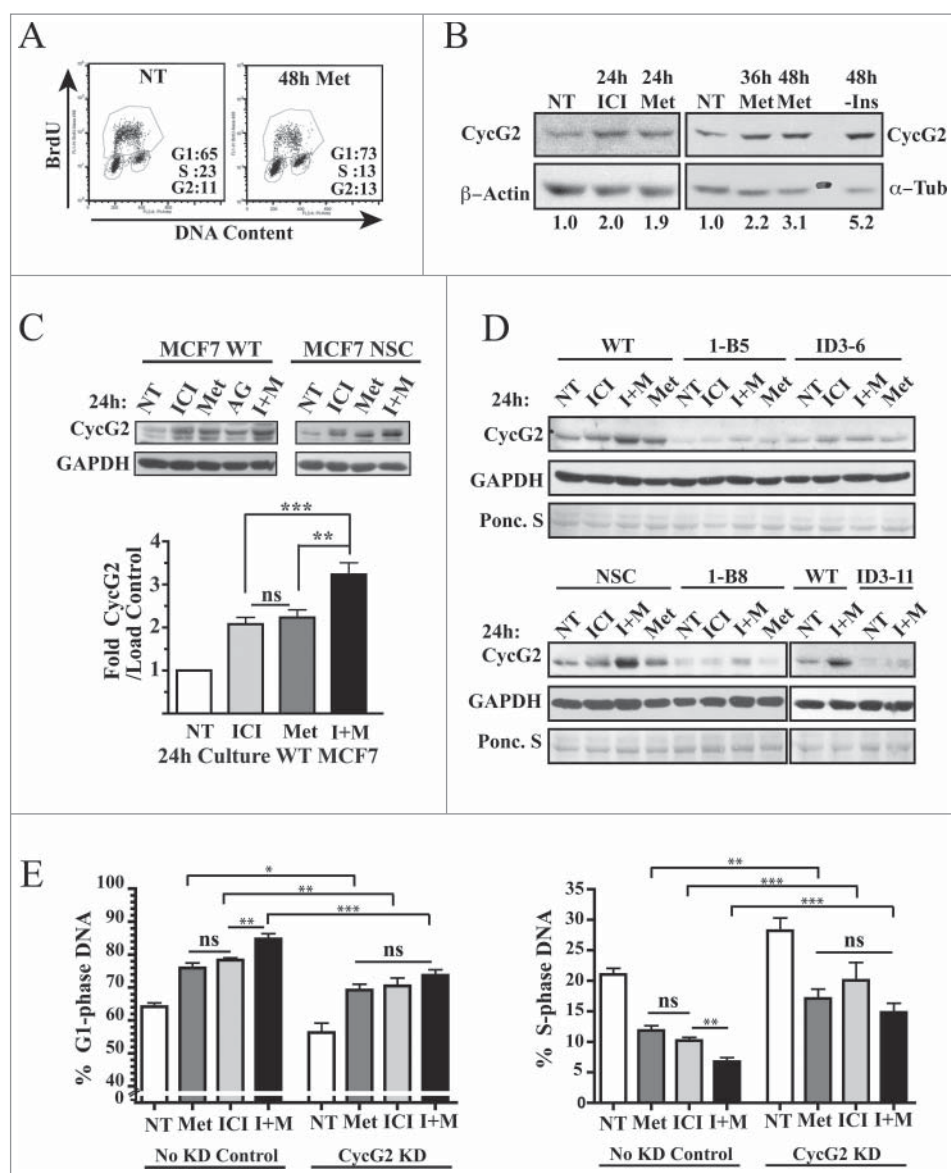 A
NT
48h Met
BrdU
G1:65
S :23
G2:11
G1:73
S :13
G2:13
DNA Content
B
24h 24h
NT ICI Met
36h 48h 48h
NT Met Met -Ins
CycG2
CycG2
β-Actin
α-Tub
1.0 2.0 1.9 1.0 2.2 3.1 5.2
C
MCF7 WT MCF7 NSC
24h: NT ICI Met AG I+M NT ICI Met I+M
CycG2
GAPDH
***
**
ns
Fold CycG2
/Load Control
4
3
2
1
NT ICI Met I+M
24h Culture WT MCF7
D
WT 1-B5 ID3-6
24h: NT ICI I+M Met NT ICI I+M Met NT ICI I+M Met
CycG2
GAPDH
Ponc. S
NSC 1-B8 WT ID3-11
24h: NT ICI I+M Met NT ICI I+M Met NT I+M NT I+M
CycG2
GAPDH
Ponc. S
E
*
**
***
ns ** ns
% G1-phase DNA
100
90
80
70
60
50
40
0
NT Met ICI I+M NT Met ICI I+M
No KD Control CycG2 KD
**
***
***
ns ** ns
% S-phase DNA
35
30
25
20
15
10
5
0
NT Met ICI I+M NT Met ICI I+M
No KD Control CycG2 KD